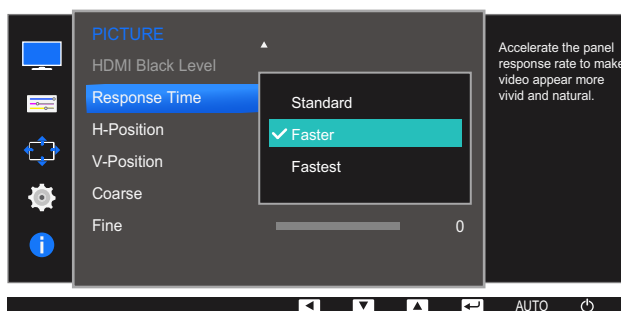 PICTURE
HDMI Black Level
Response Time
H-Position
V-Position
Coarse
Fine
0
Standard
Faster
Fastest
Accelerate the panel
response rate to make
video appear more
vivid and natural.
AUTO